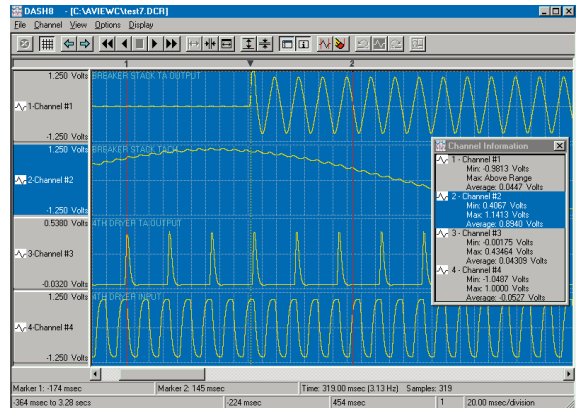 DASH8 - [C:\AVIEWC\test7.DCR]
File Channel View Options Display
1 2
1.250 Volts BREAKER STACK TA OUTPUT
1-Channel #1
-1.250 Volts
1.250 Volts BREAKER STACK TACH
2-Channel #2
-1.250 Volts
0.5380 Volts 4TH DRYER TA OUTPUT
3-Channel #3
-0.0320 Volts
1.250 Volts 4TH DRYER INPUT
4-Channel #4
-1.250 Volts
Channel Information
1 - Channel #1
Min: -0.9813 Volts
Max: Above Range
Average: 0.0447 Volts
2 - Channel #2
Min: 0.4067 Volts
Max: 1.1413 Volts
Average: 0.8940 Volts
3 - Channel #3
Min: -0.00175 Volts
Max: 0.43464 Volts
Average: 0.04309 Volts
4 - Channel #4
Min: -1.0487 Volts
Max: 1.0000 Volts
Average: -0.0527 Volts
Marker 1: -174 msec Marker 2: 145 msec Time: 319.00 msec (3.13 Hz) Samples: 319
-364 msec to 3.28 secs -224 msec 454 msec 1 20.00 msec/division